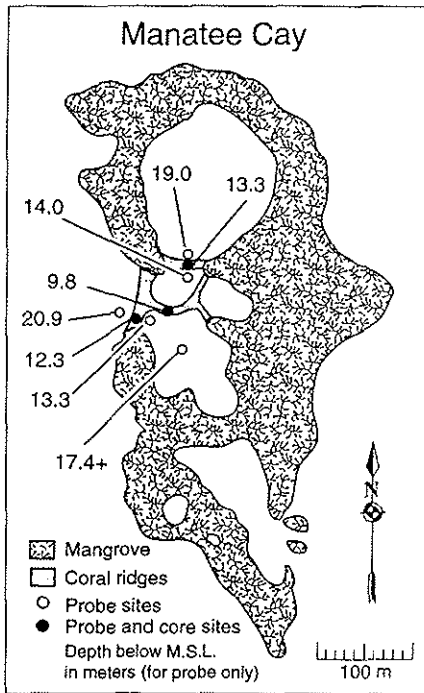 Manatee Cay
19.0
14.0
13.3
9.8
20.9
12.3
13.3
17.4+
N
Mangrove
Coral ridges
Probe sites
Probe and core sites
Depth below M.S.L.
in meters (for probe only)
100 m